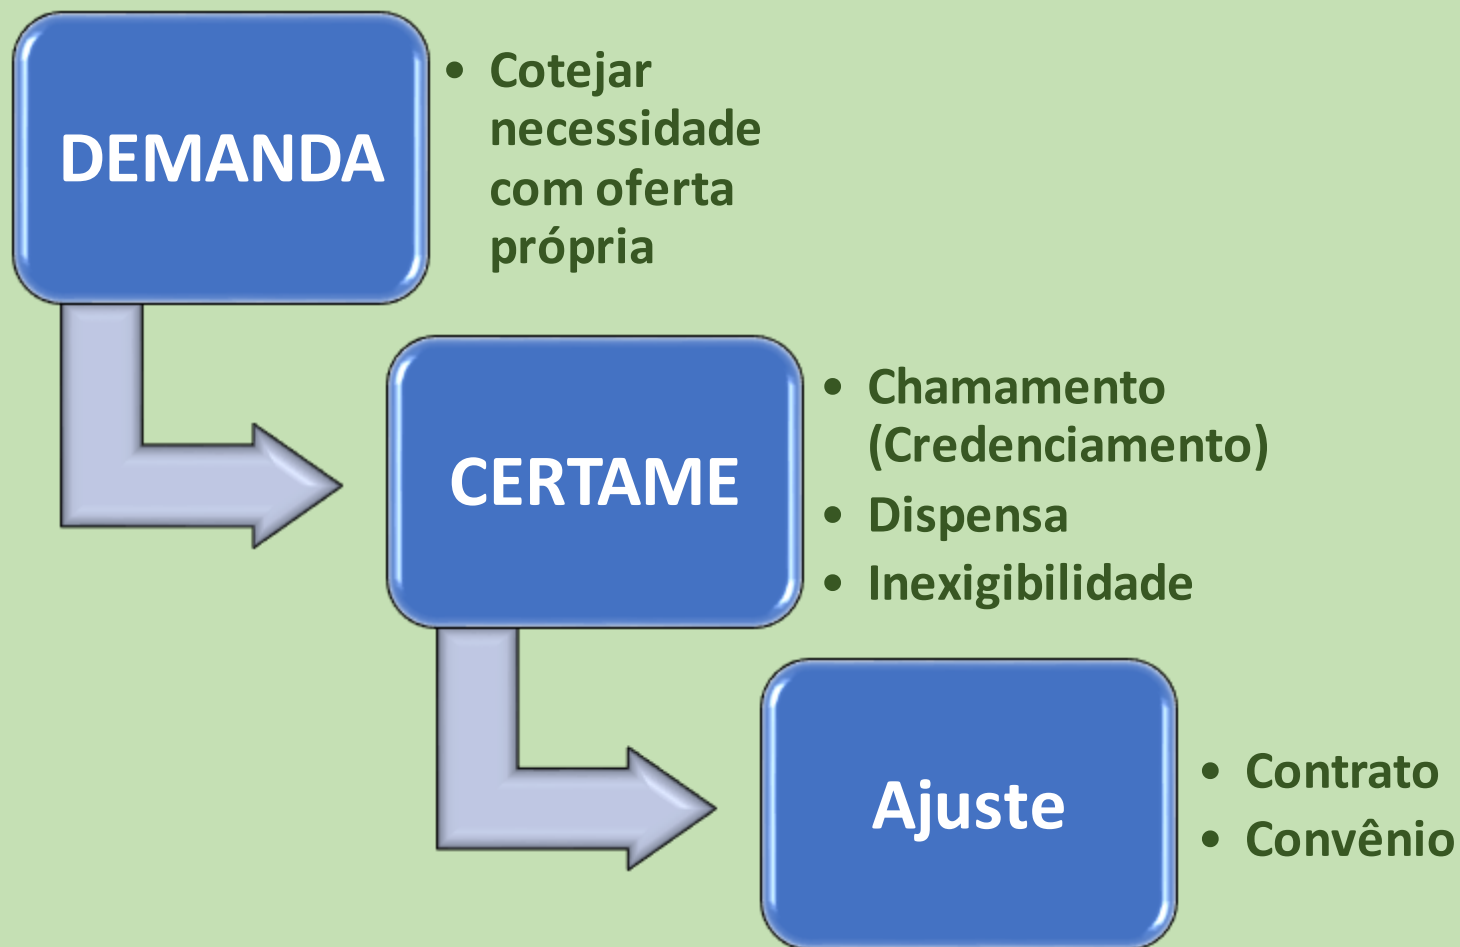 DEMANDA
• Cotejar
necessidade
com oferta
própria
CERTAME
• Chamamento
(Credenciamento)
• Dispensa
• Inexigibilidade
Ajuste
• Contrato
• Convênio